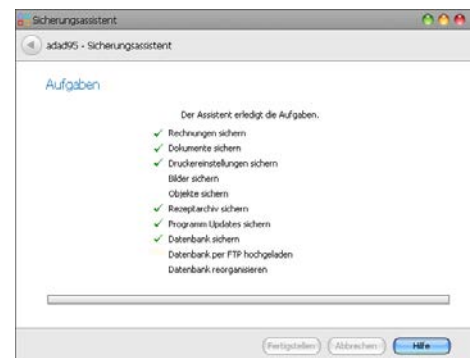 Sicherungsassistent
adad95 - Sicherungsassistent
Aufgaben
Der Assistent erledigt die Aufgaben.
Rechnungen sichern
Dokumente sichern
Druckereinstellungen sichern
Bilder sichern
Objekte sichern
Rezeptarchiv sichern
Programm Updates sichern
Datenbank sichern
Datenbank per FTP hochgeladen
Datenbank reorganisieren
Fertigstellen Abbrechen Hilfe